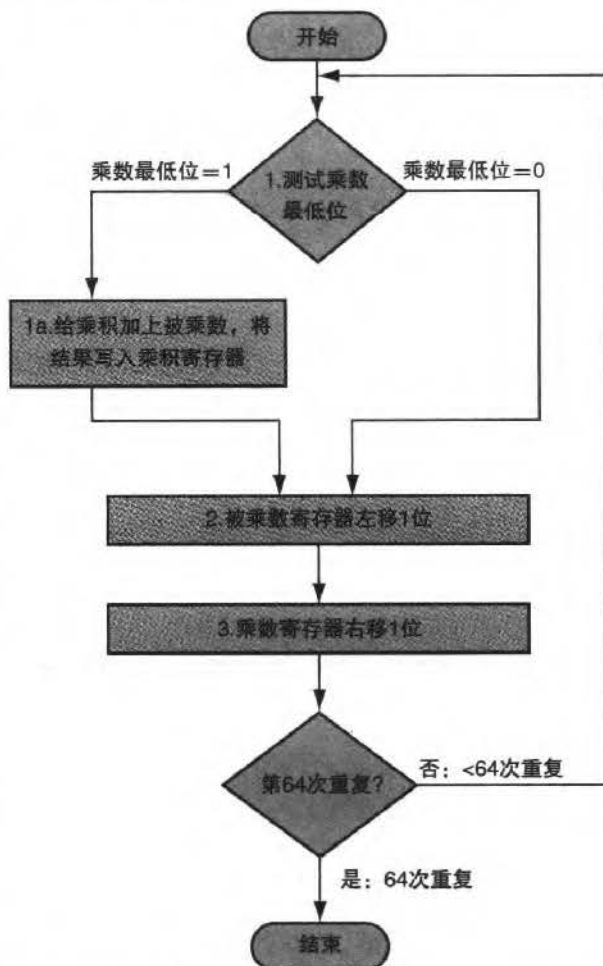 开始
乘数最低位=1
1.测试乘数
最低位
乘数最低位=0
1a.给乘积加上被乘数，将
结果写入乘积寄存器
2.被乘数寄存器左移1位
3.乘数寄存器右移1位
第64次重复?
否：<64次重复
是：64次重复
结束